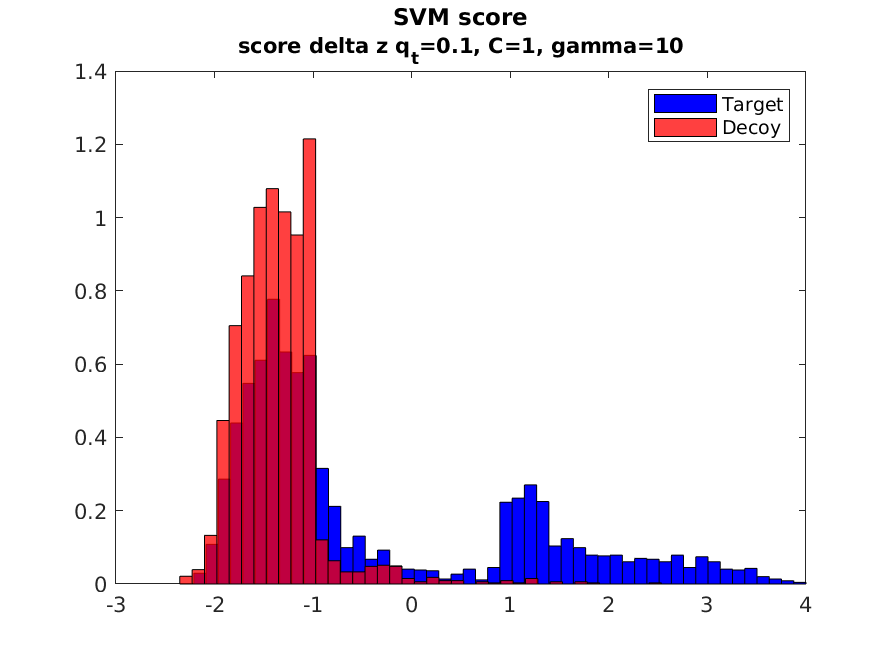 SVM score
score delta z q_t=0.1, C=1, gamma=10
Target
Decoy
1.4
1.2
1
0.8
0.6
0.4
0.2
0
-3 -2 -1 0 1 2 3 4